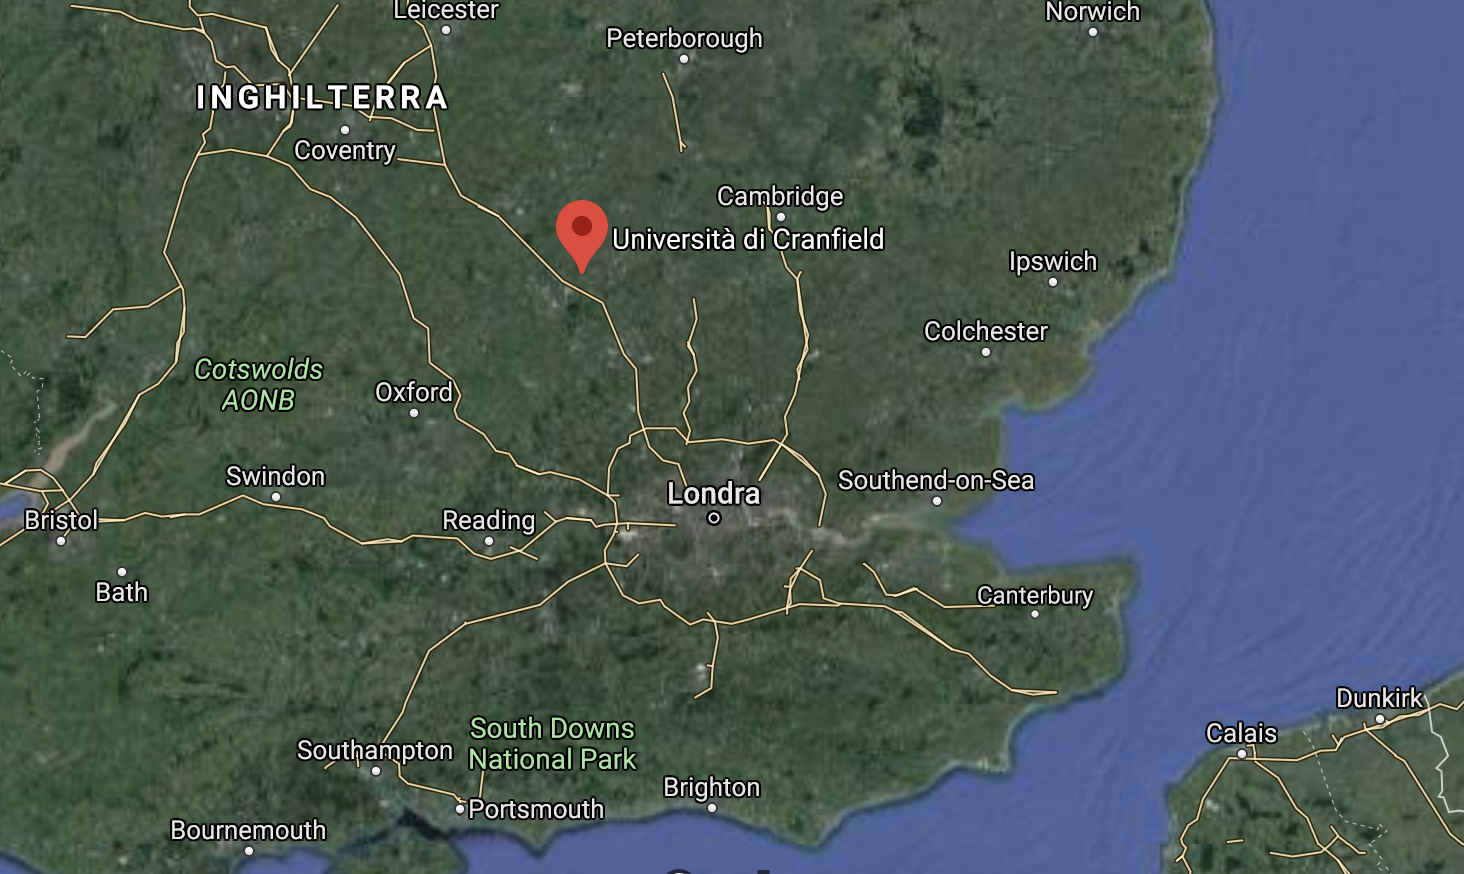 Leicester
Norwich
Peterborough
INGHILTERRA
Coventry
Cambridge
Università di Cranfield
Ipswich
Colchester
Cotswolds
AONB
Oxford
Swindon
Southend-on-Sea
Londra
Bristol
Reading
Bath
Canterbury
Dunkirk
South Downs
National Park
Calais
Southampton
Brighton
Portsmouth
Bournemouth